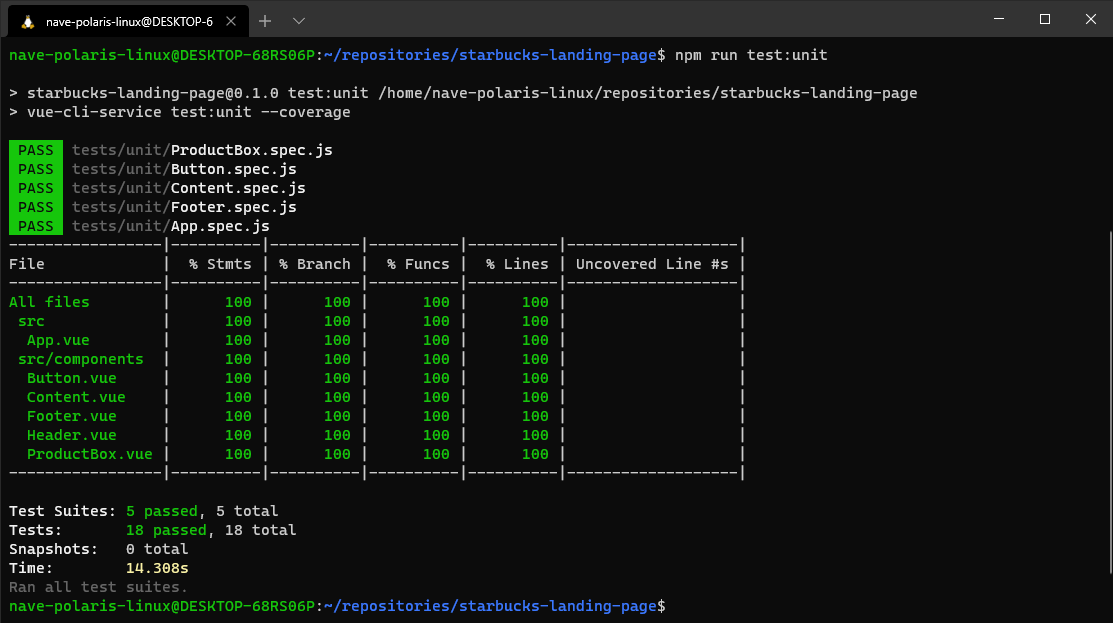 nave-polaris-linux@DESKTOP-6
nave-polaris-linux@DESKTOP-68RS06P:~/repositories/starbucks-landing-page$ npm run test:unit
> starbucks-landing-page@0.1.0 test:unit /home/nave-polaris-linux/repositories/starbucks-landing-page
> vue-cli-service test:unit --coverage
PASS tests/unit/ProductBox.spec.js
PASS tests/unit/Button.spec.js
PASS tests/unit/Content.spec.js
PASS tests/unit/Footer.spec.js
PASS tests/unit/App.spec.js
-----------------|----------|----------|----------|----------|-------------------|
File             |  % Stmts | % Branch |  % Funcs |  % Lines | Uncovered Line #s |
-----------------|----------|----------|----------|----------|-------------------|
All files        |      100 |      100 |      100 |      100 |                   |
 src             |      100 |      100 |      100 |      100 |                   |
  App.vue        |      100 |      100 |      100 |      100 |                   |
 src/components  |      100 |      100 |      100 |      100 |                   |
  Button.vue     |      100 |      100 |      100 |      100 |                   |
  Content.vue    |      100 |      100 |      100 |      100 |                   |
  Footer.vue     |      100 |      100 |      100 |      100 |                   |
  Header.vue     |      100 |      100 |      100 |      100 |                   |
  ProductBox.vue |      100 |      100 |      100 |      100 |                   |
-----------------|----------|----------|----------|----------|-------------------|
Test Suites: 5 passed, 5 total
Tests:       18 passed, 18 total
Snapshots:   0 total
Time:        14.308s
Ran all test suites.
nave-polaris-linux@DESKTOP-68RS06P:~/repositories/starbucks-landing-page$